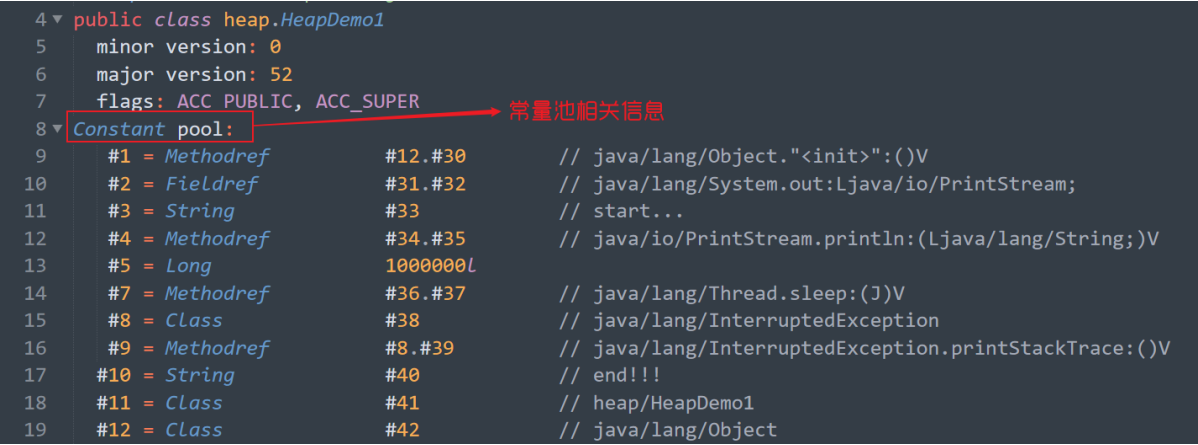 4 public class heap.HeapDemo1
5 minor version: 0
6 major version: 52
7 flags: ACC_PUBLIC, ACC_SUPER
常量池相关信息
8 Constant pool:
9 #1 = Methodref #12.#30 // java/lang/Object."<init>":()V
10 #2 = Fieldref #31.#32 // java/lang/System.out:Ljava/io/PrintStream;
11 #3 = String #33 // start...
12 #4 = Methodref #34.#35 // java/io/PrintStream.println:(Ljava/lang/String;)V
13 #5 = Long 1000000l
14 #7 = Methodref #36.#37 // java/lang/Thread.sleep:(J)V
15 #8 = Class #38 // java/lang/InterruptedException
16 #9 = Methodref #8.#39 // java/lang/InterruptedException.printStackTrace:()V
17 #10 = String #40 // end!!!
18 #11 = Class #41 // heap/HeapDemo1
19 #12 = Class #42 // java/lang/Object